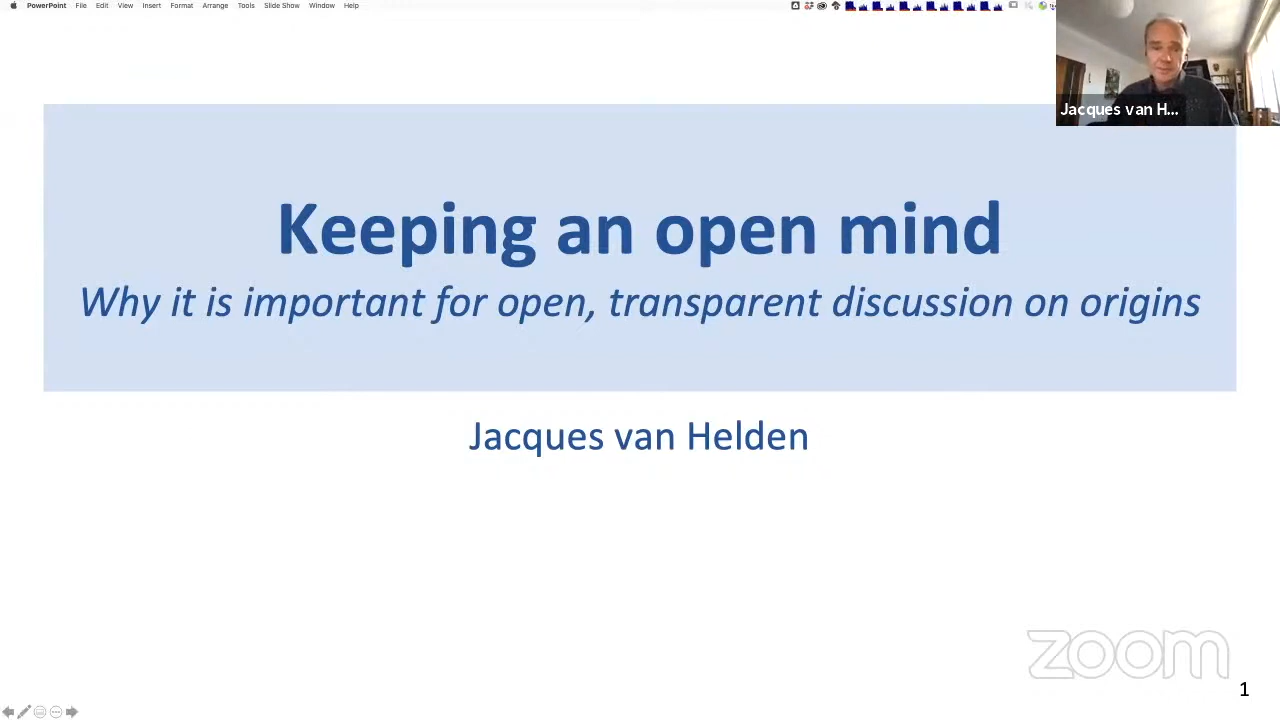 PowerPoint File Edit View Insert Format Arrange Tools Slide Show Window Help
Jacques van H...
Keeping an open mind
Why it is important for open, transparent discussion on origins
Jacques van Helden
zoom
1